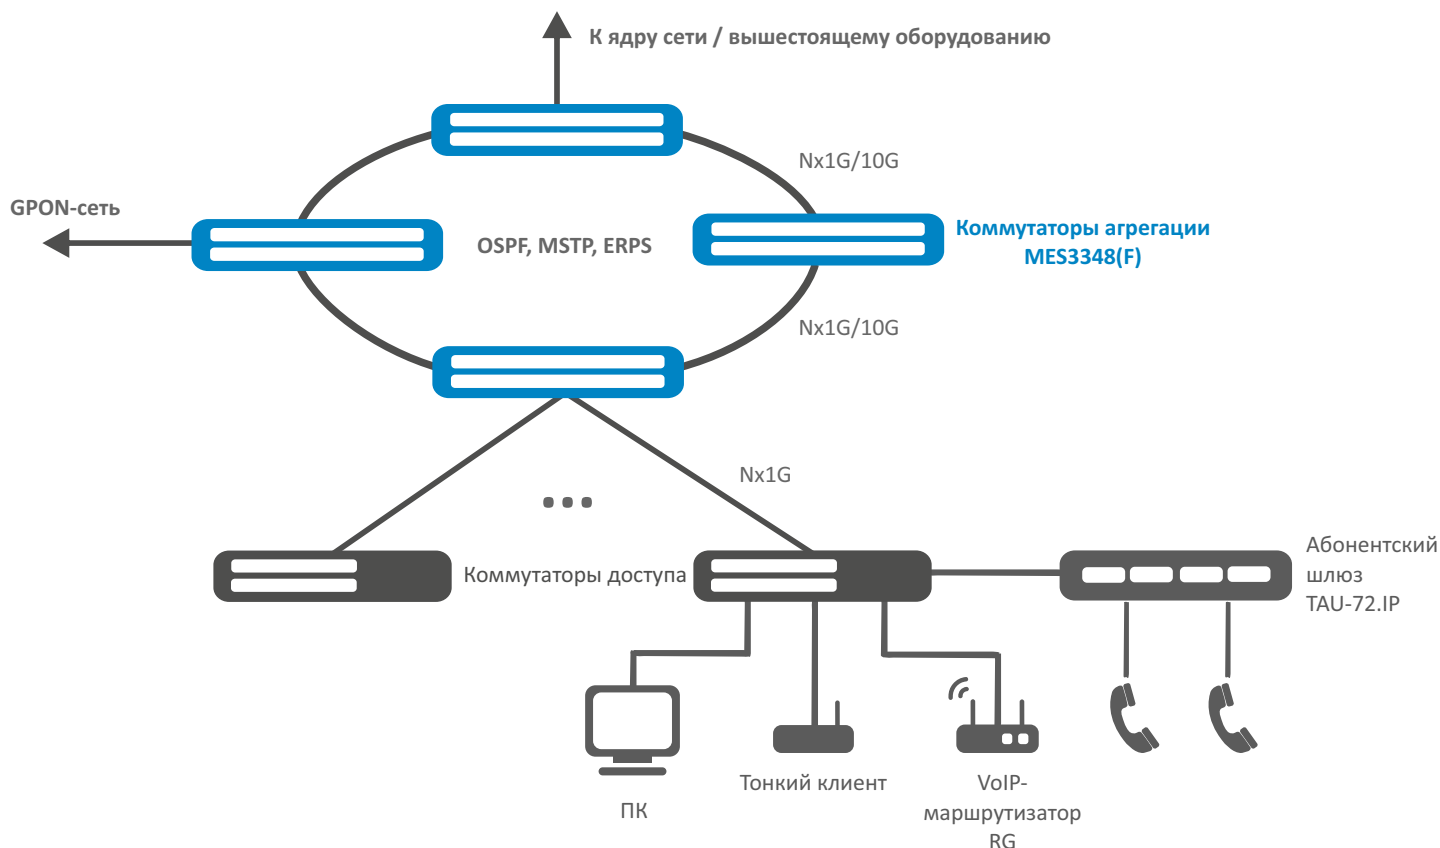 К ядру сети / вышестоящему оборудованию
Nx1G/10G
GPON-сеть
OSPF, MSTP, ERPS
Коммутаторы агрегации
MES3348(F)
Nx1G/10G
Nx1G
Коммутаторы доступа
Абонентский
шлюз
TAU-72.IP
ПК
Тонкий клиент
VoIP-
маршрутизатор
RG